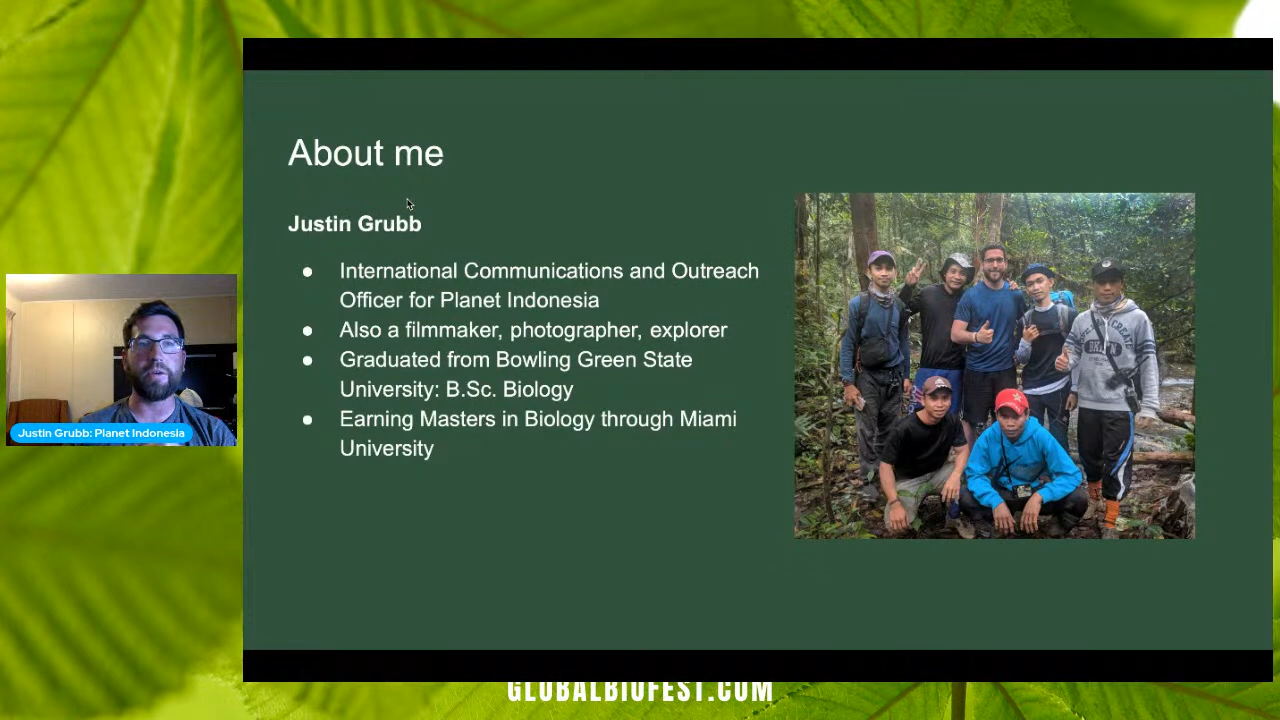 About me
Justin Grubb
● International Communications and Outreach
Officer for Planet Indonesia
● Also a filmmaker, photographer, explorer
● Graduated from Bowling Green State
University: B.Sc. Biology
● Earning Masters in Biology through Miami
University
Justin Grubb: Planet Indonesia
GLOBALBIOFEST.COM